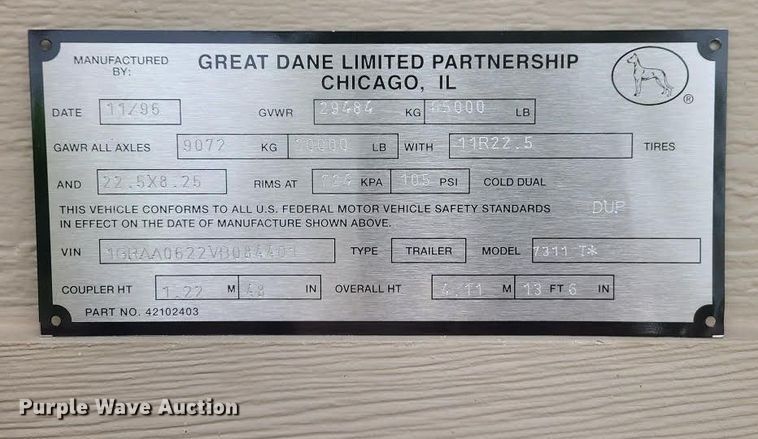 MANUFACTURED BY: GREAT DANE LIMITED PARTNERSHIP
CHICAGO, IL
DATE 11/96 GVWR 29484 KG 65000 LB
GAWR ALL AXLES 9072 KG 20000 LB WITH 11R22.5 TIRES
AND 22.5X8.25 RIMS AT 724 KPA 105 PSI COLD DUAL
THIS VEHICLE CONFORMS TO ALL U.S. FEDERAL MOTOR VEHICLE SAFETY STANDARDS DUP
IN EFFECT ON THE DATE OF MANUFACTURE SHOWN ABOVE.
VIN TYPE TRAILER MODEL 7311 T*
COUPLER HT 1.22 M 48 IN OVERALL HT 4.11 M 13 FT 6 IN
PART NO. 42102403
®
Purple Wave Auction